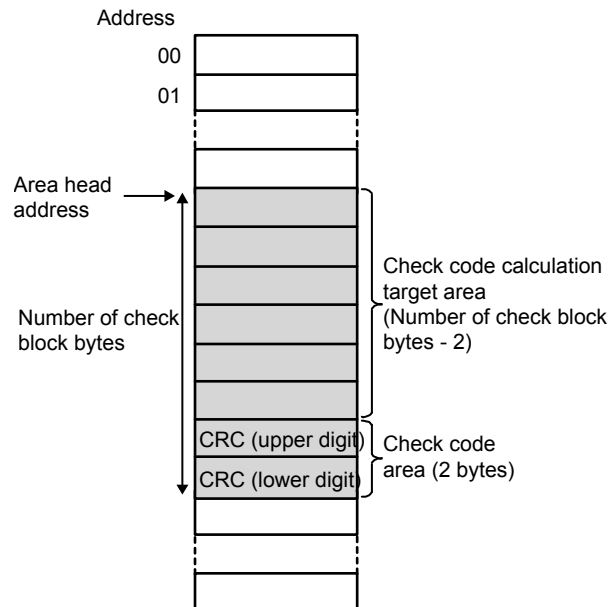 Address
00
01
Area head
address
Number of check
block bytes
Check code calculation
target area
(Number of check block
bytes - 2)
CRC (upper digit)
CRC (lower digit)
Check code
area (2 bytes)